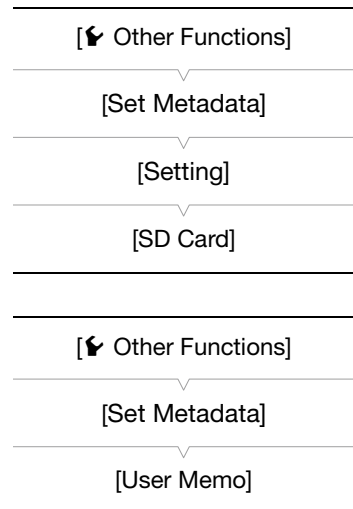 [Other Functions]
[Set Metadata]
[Setting]
[SD Card]
[Other Functions]
[Set Metadata]
[User Memo]